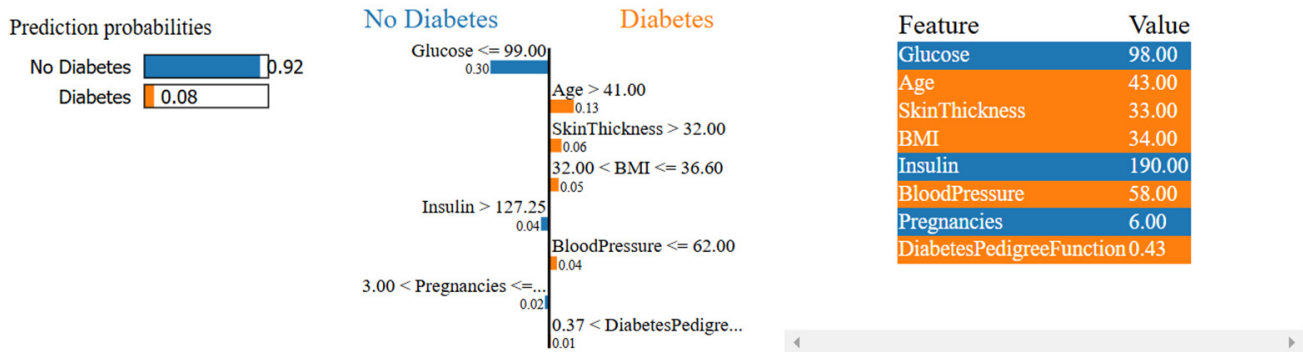 Prediction probabilities
No Diabetes 0.92
Diabetes 0.08
No Diabetes Diabetes
Glucose <= 99.00
0.30
Age > 41.00
0.13
SkinThickness > 32.00
0.06
32.00 < BMI <= 36.60
0.05
Insulin > 127.25
0.04
BloodPressure <= 62.00
0.04
3.00 < Pregnancies <=...
0.02
0.37 < DiabetesPedigre...
0.01
Feature Value
Glucose 98.00
Age 43.00
SkinThickness 33.00
BMI 34.00
Insulin 190.00
BloodPressure 58.00
Pregnancies 6.00
DiabetesPedigreeFunction 0.43